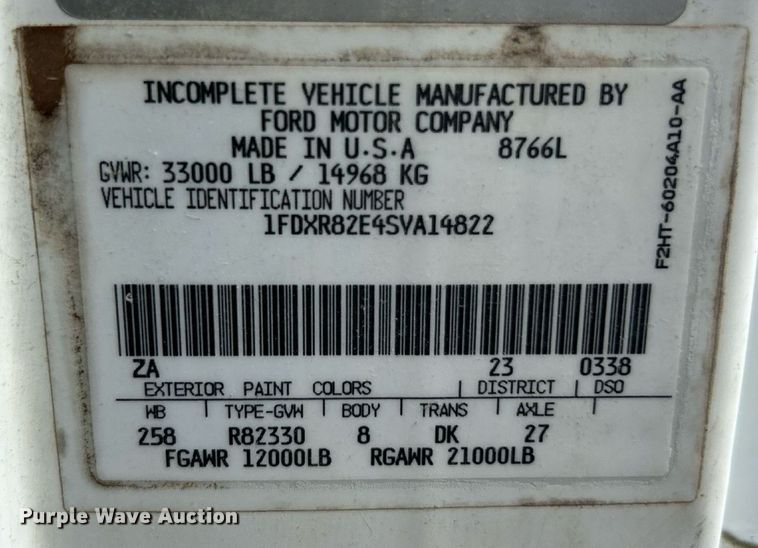 INCOMPLETE VEHICLE MANUFACTURED BY
FORD MOTOR COMPANY
MADE IN U.S.A 8766L
GVWR: 33000 LB / 14968 KG
VEHICLE IDENTIFICATION NUMBER
1FDXR82E4SVA14822
F2HT-60204A10-AA
ZA 23 0338
EXTERIOR PAINT COLORS | DISTRICT | DSO
WB | TYPE-GVW | BODY | TRANS | AXLE
258 R82330 8 DK 27
FGAWR 12000LB RGAWR 21000LB
Purple Wave Auction